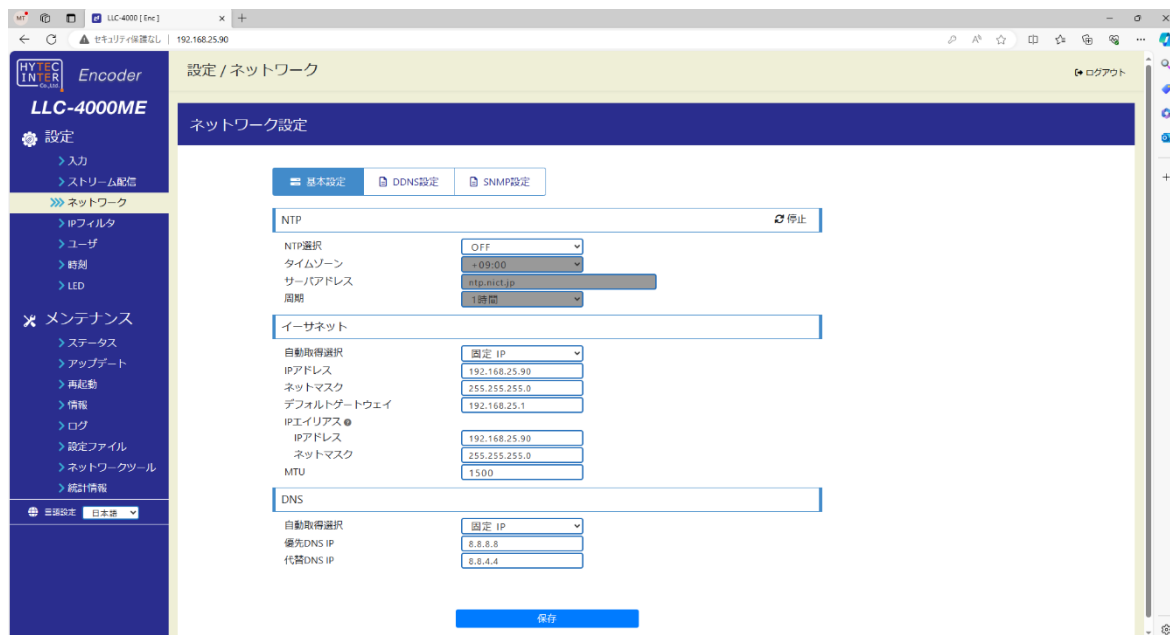 MT
LLC-4000 [ Enc ]
セキュリティ保護なし
192.168.25.90
HYTEC
INTER
Co.,Ltd.
Encoder
設定 / ネットワーク
ログアウト
LLC-4000ME
設定
入力
ストリーム配信
ネットワーク
IPフィルタ
ユーザ
時刻
LED
メンテナンス
ステータス
アップデート
再起動
情報
ログ
設定ファイル
ネットワークツール
統計情報
言語設定 日本語
ネットワーク設定
基本設定 DDNS設定 SNMP設定
NTP 停止
NTP選択 OFF
タイムゾーン +09:00
サーバアドレス ntp.nict.jp
周期 1時間
イーサネット
自動取得選択 固定 IP
IPアドレス 192.168.25.90
ネットマスク 255.255.255.0
デフォルトゲートウェイ 192.168.25.1
IPエイリアス
IPアドレス 192.168.25.90
ネットマスク 255.255.255.0
MTU 1500
DNS
自動取得選択 固定 IP
優先DNS IP 8.8.8.8
代替DNS IP 8.8.4.4
保存